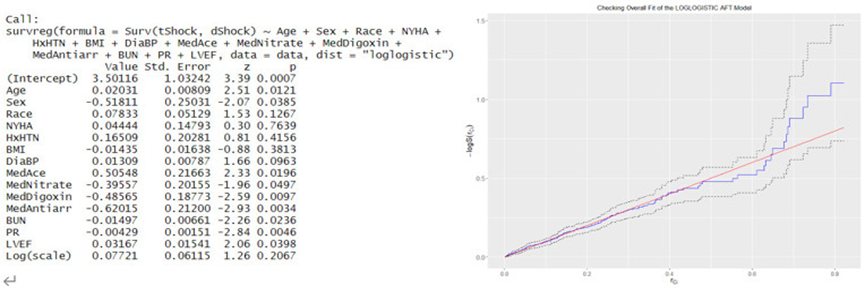 Call:
survreg(formula = Surv(tShock, dShock) ~ Age + Sex + Race + NYHA +
HxHTN + BMI + DiaBP + MedAce + MedNitrate + MedDigoxin +
MedAntiarr + BUN + PR + LVEF, data = data, dist = "loglogistic")
Value Std. Error z p
(Intercept) 3.50116 1.03242 3.39 0.0007
Age 0.02031 0.00809 2.51 0.0121
Sex -0.51811 0.25031 -2.07 0.0385
Race 0.07833 0.05129 1.53 0.1267
NYHA 0.04444 0.14793 0.30 0.7639
HxHTN 0.16509 0.20281 0.81 0.4156
BMI -0.01435 0.01638 -0.88 0.3813
DiaBP 0.01309 0.00787 1.66 0.0963
MedAce 0.50548 0.21663 2.33 0.0196
MedNitrate -0.39557 0.20155 -1.96 0.0497
MedDigoxin -0.48565 0.18773 -2.59 0.0097
MedAntiarr -0.62015 0.21200 -2.93 0.0034
BUN -0.01497 0.00661 -2.26 0.0236
PR -0.00429 0.00151 -2.84 0.0046
LVEF 0.03167 0.01541 2.06 0.0398
Log(scale) 0.07721 0.06115 1.26 0.2067
Checking Overall Fit of the LOGLOGISTIC AFT Model
1.5
1.0
0.5
0.0
-logS(rCi)
0.0 0.2 0.4 0.6 0.8
rCi